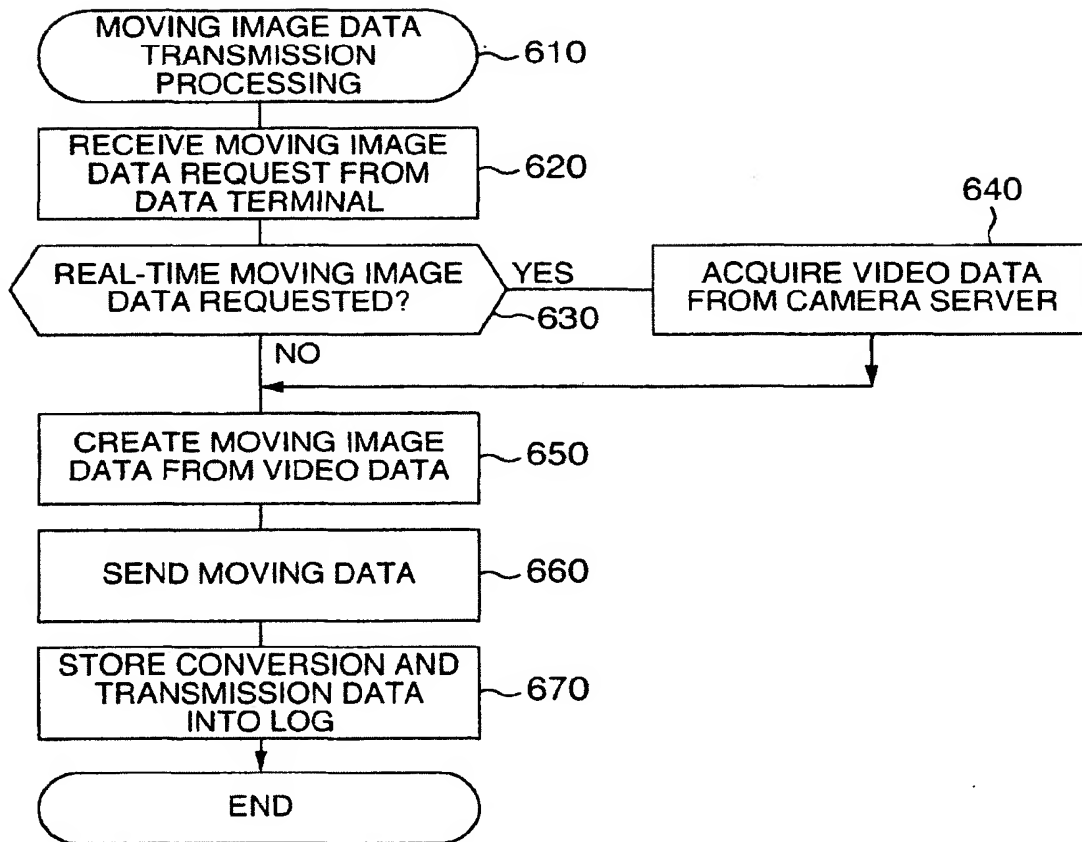 MOVING IMAGE DATA
TRANSMISSION
PROCESSING
610
RECEIVE MOVING IMAGE
DATA REQUEST FROM
DATA TERMINAL
620
REAL-TIME MOVING IMAGE
DATA REQUESTED?
630
YES
NO
640
ACQUIRE VIDEO DATA
FROM CAMERA SERVER
CREATE MOVING IMAGE
DATA FROM VIDEO DATA
650
SEND MOVING DATA
660
STORE CONVERSION AND
TRANSMISSION DATA
INTO LOG
670
END